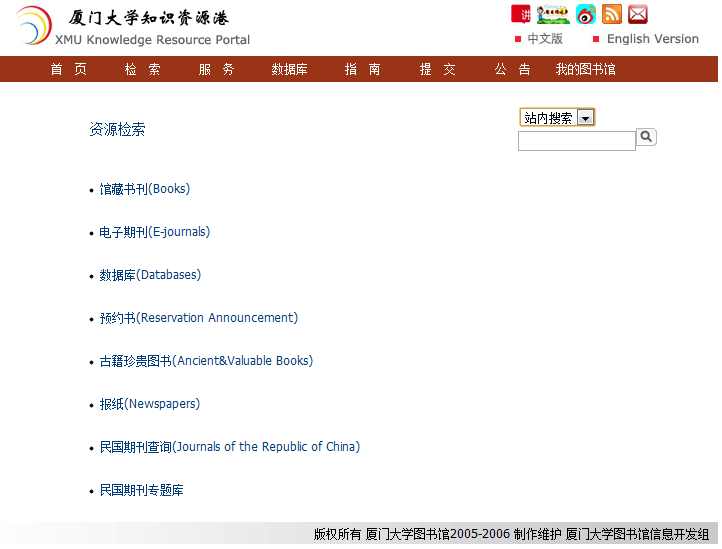 厦门大学知识资源港
XMU Knowledge Resource Portal
讲
中文版 English Version
首 页 检 索 服 务 数据库 指 南 提 交 公 告 我的图书馆
资源检索
站内搜索
馆藏书刊(Books)
电子期刊(E-journals)
数据库(Databases)
预约书(Reservation Announcement)
古籍珍贵图书(Ancient&Valuable Books)
报纸(Newspapers)
民国期刊查询(Journals of the Republic of China)
民国期刊专题库
版权所有 厦门大学图书馆2005-2006 制作维护 厦门大学图书馆信息开发组